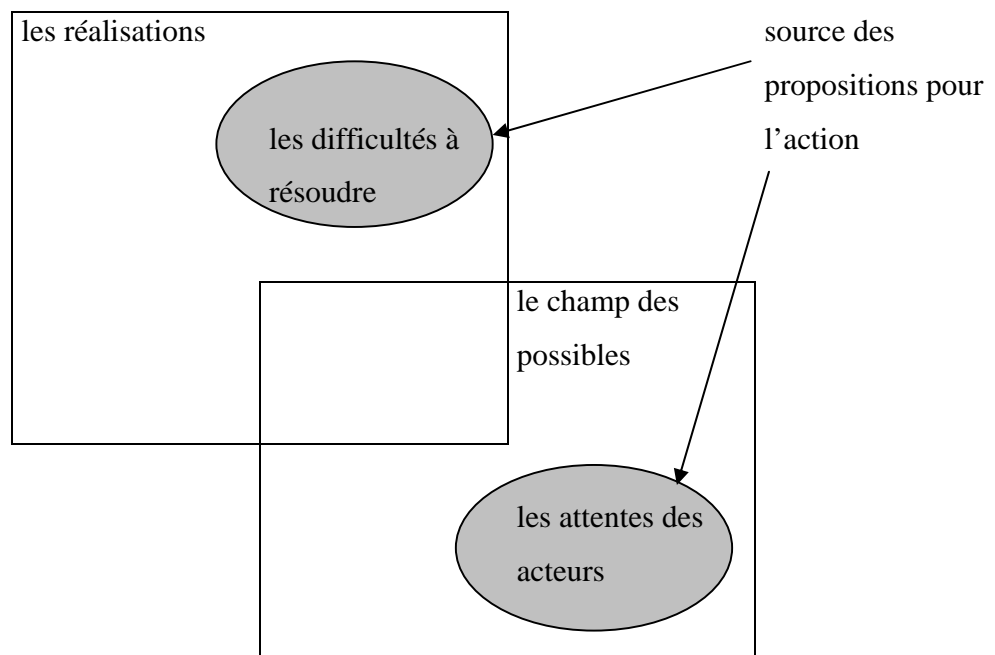 les réalisations
source des
propositions pour
l’action
les difficultés à
résoudre
le champ des
possibles
les attentes des
acteurs